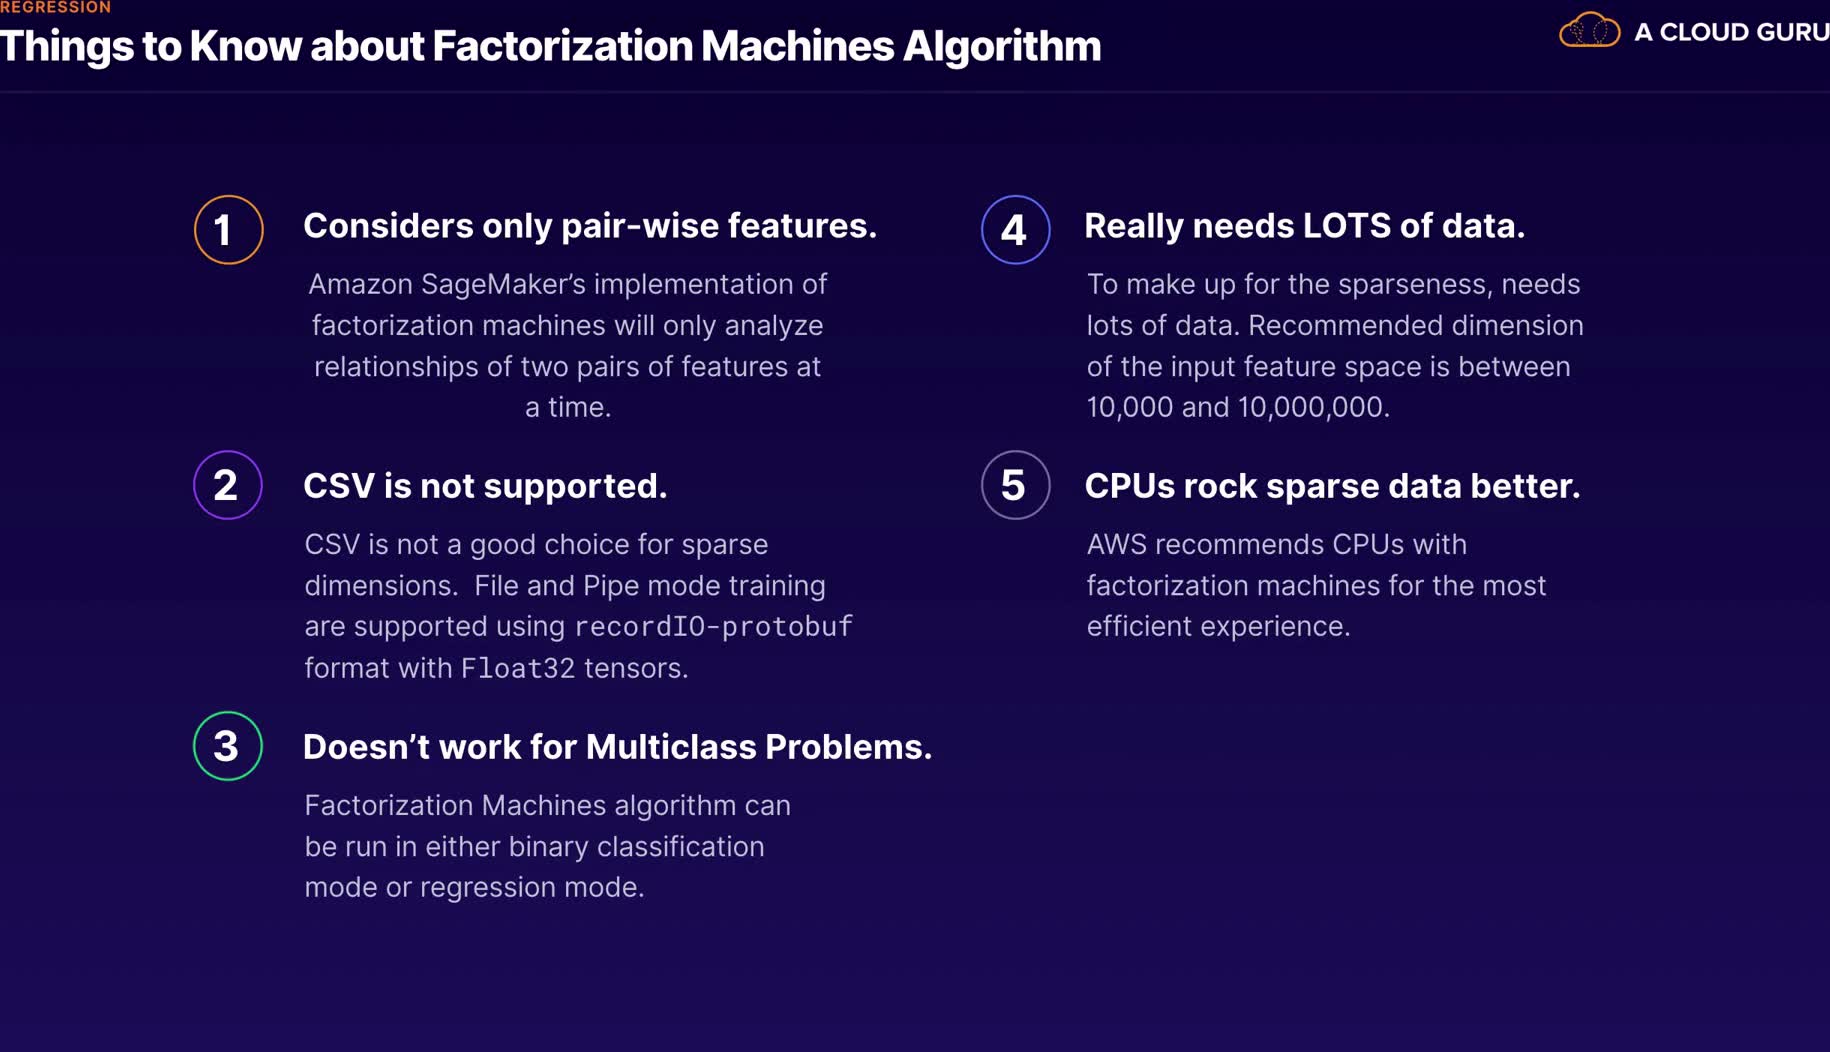 REGRESSION
Things to Know about Factorization Machines Algorithm
A CLOUD GURU
1
Considers only pair-wise features.
Amazon SageMaker’s implementation of
factorization machines will only analyze
relationships of two pairs of features at
a time.
2
CSV is not supported.
CSV is not a good choice for sparse
dimensions.  File and Pipe mode training
are supported using recordIO-protobuf
format with Float32 tensors.
3
Doesn’t work for Multiclass Problems.
Factorization Machines algorithm can
be run in either binary classification
mode or regression mode.
4
Really needs LOTS of data.
To make up for the sparseness, needs
lots of data. Recommended dimension
of the input feature space is between
10,000 and 10,000,000.
5
CPUs rock sparse data better.
AWS recommends CPUs with
factorization machines for the most
efficient experience.